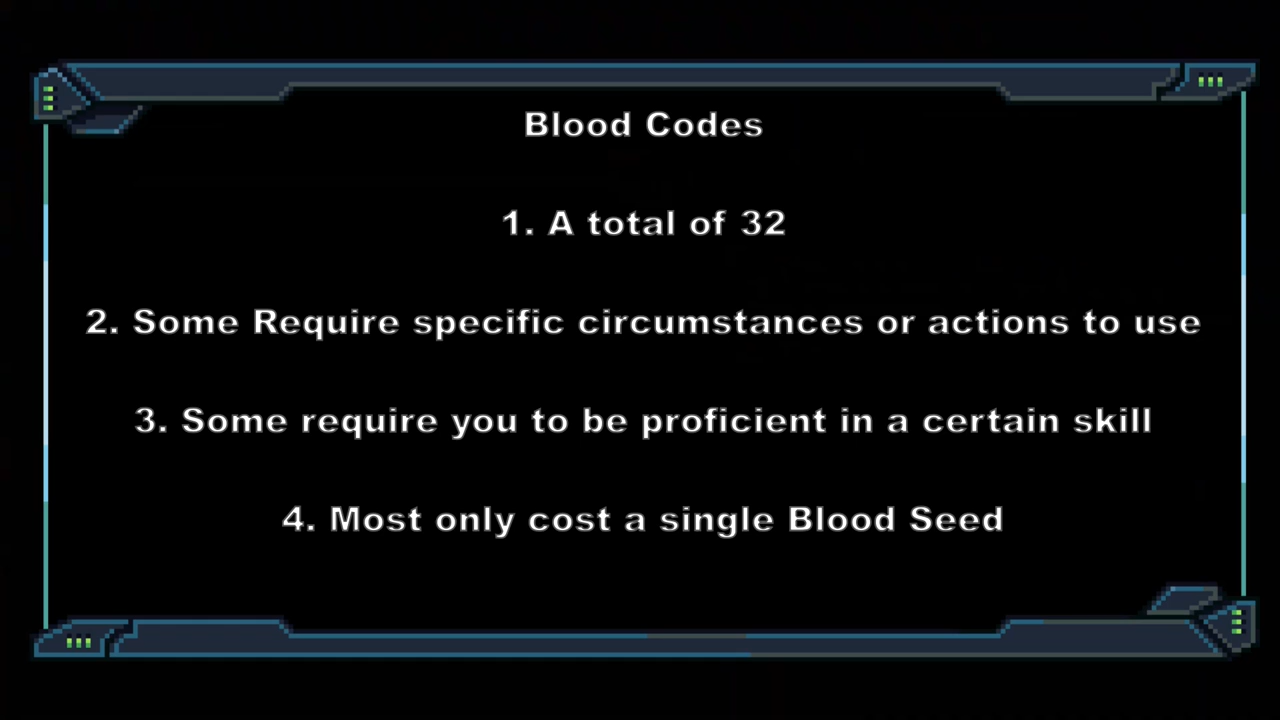 Blood Codes
1. A total of 32
2. Some Require specific circumstances or actions to use
3. Some require you to be proficient in a certain skill
4. Most only cost a single Blood Seed